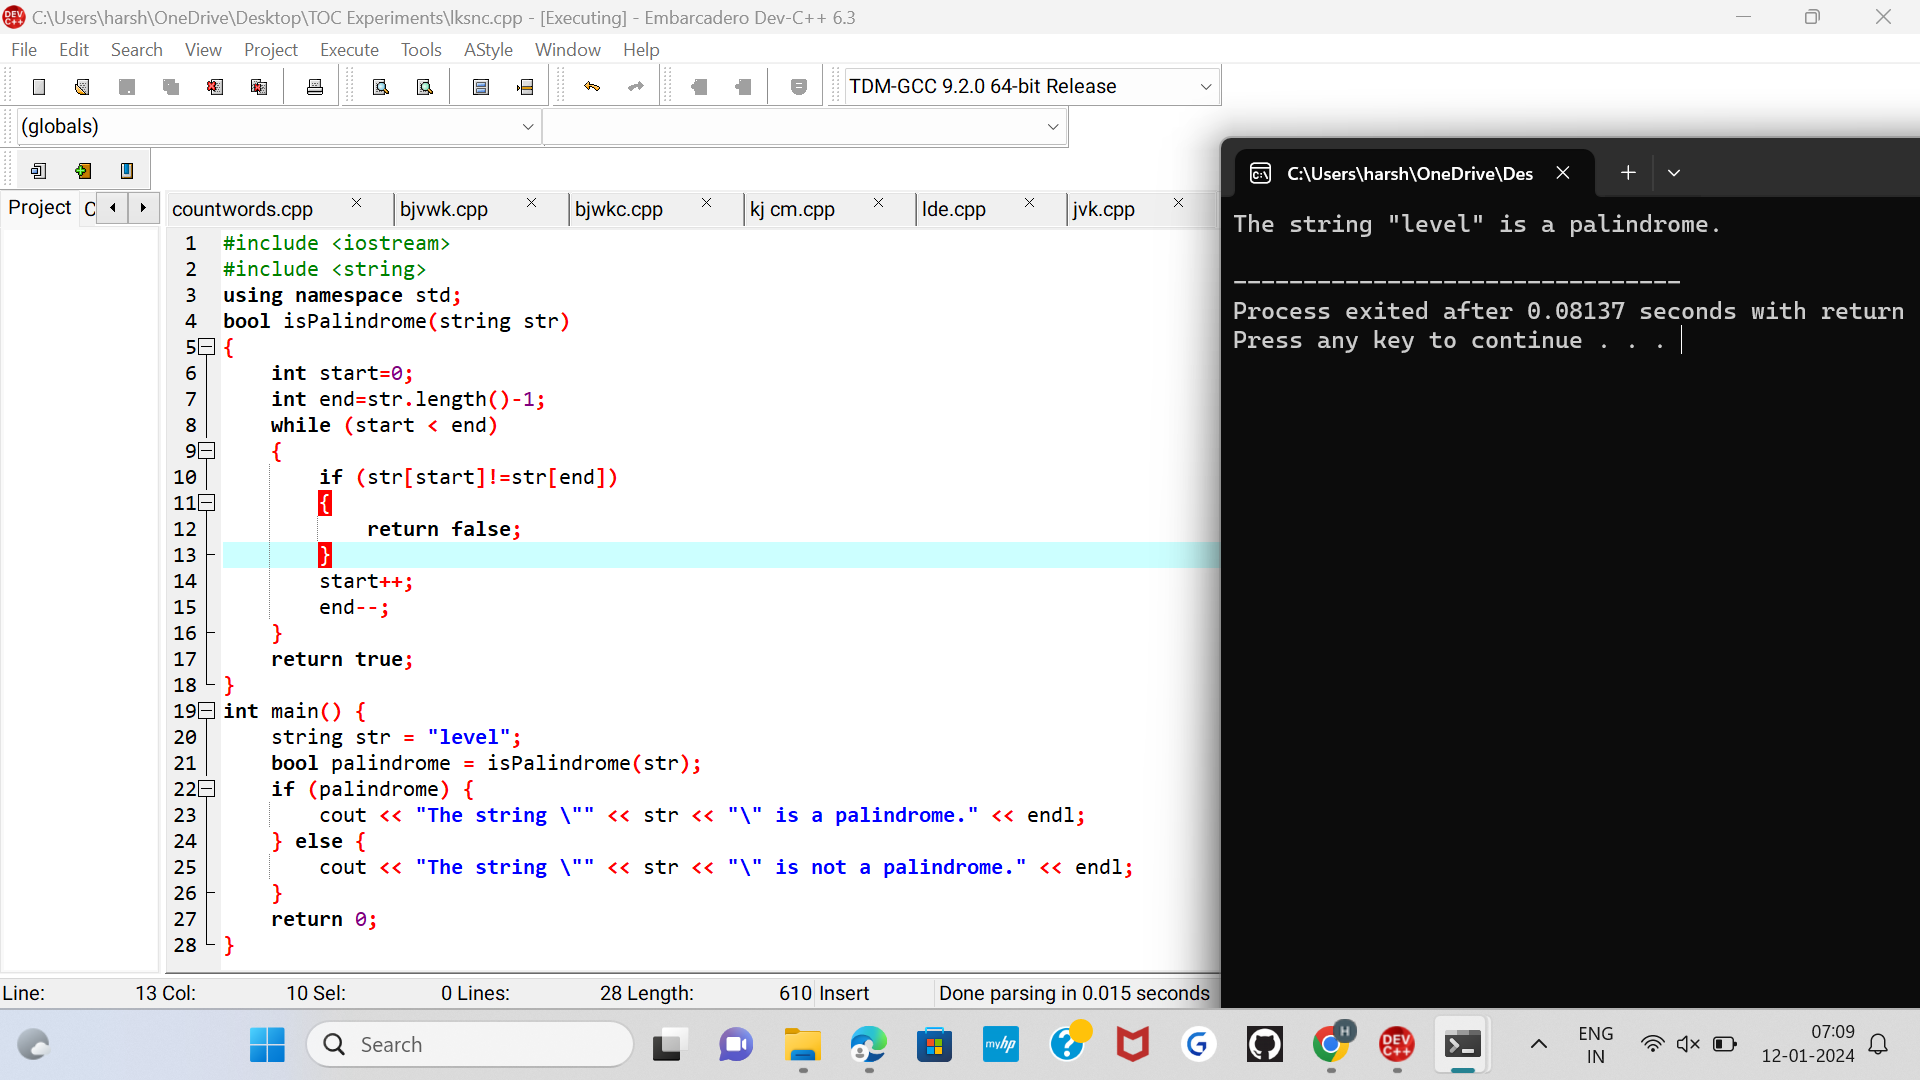 C:\Users\harsh\OneDrive\Desktop\TOC Experiments\lksnc.cpp - [Executing] - Embarcadero Dev-C++ 6.3
File Edit Search View Project Execute Tools AStyle Window Help
TDM-GCC 9.2.0 64-bit Release
(globals)
Project C
countwords.cpp bjvwk.cpp bjwkc.cpp kj cm.cpp lde.cpp jvk.cpp
1 #include <iostream>
2 #include <string>
3 using namespace std;
4 bool isPalindrome(string str)
5 {
6 int start=0;
7 int end=str.length()-1;
8 while (start < end)
9 {
10 if (str[start]!=str[end])
11 {
12 return false;
13 }
14 start++;
15 end--;
16 }
17 return true;
18 }
19 int main() {
20 string str = "level";
21 bool palindrome = isPalindrome(str);
22 if (palindrome) {
23 cout << "The string \"" << str << "\" is a palindrome." << endl;
24 } else {
25 cout << "The string \"" << str << "\" is not a palindrome." << endl;
26 }
27 return 0;
28 }
C:\Users\harsh\OneDrive\Des
The string "level" is a palindrome.
--------------------------------
Process exited after 0.08137 seconds with return
Press any key to continue . . .
Line: 13 Col: 10 Sel: 0 Lines: 28 Length: 610 Insert Done parsing in 0.015 seconds
Search
myhp
H
DEV C++
ENG
IN
07:09
12-01-2024